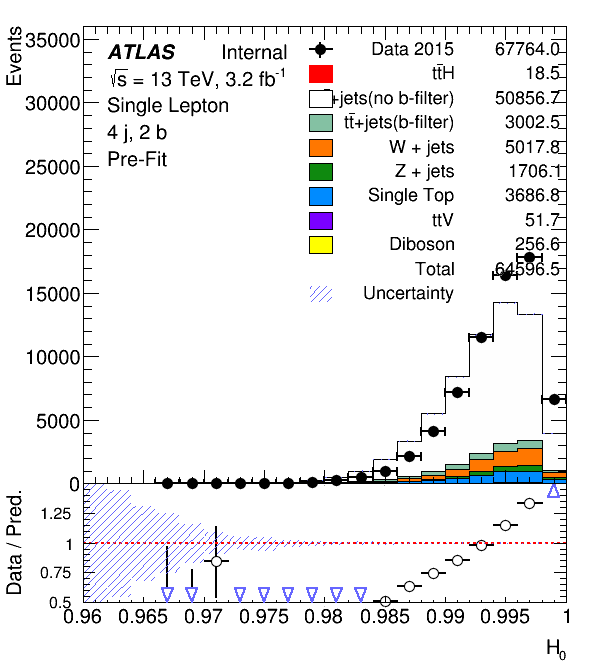 Events
35000
30000
25000
20000
15000
10000
5000
0
ATLAS Internal
√s = 13 TeV, 3.2 fb⁻¹
Single Lepton
4 j, 2 b
Pre-Fit
Data 2015 67764.0
tt̄H 18.5
+jets(no b-filter) 50856.7
tt̄+jets(b-filter) 3002.5
W + jets 5017.8
Z + jets 1706.1
Single Top 3686.8
ttV 51.7
Diboson 256.6
Total 64596.5
Uncertainty
Data / Pred.
1.25
1
0.75
0.5
0.96 0.965 0.97 0.975 0.98 0.985 0.99 0.995 1
H₀